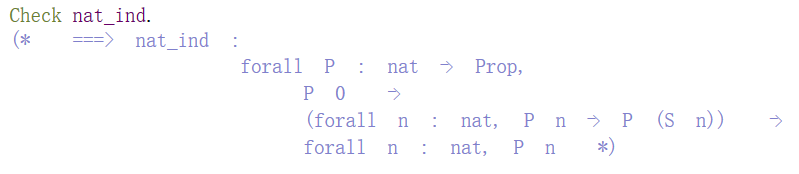 Check nat_ind.
(* ===> nat_ind :
forall P : nat → Prop,
P 0 →
(forall n : nat, P n → P (S n)) →
forall n : nat, P n *)